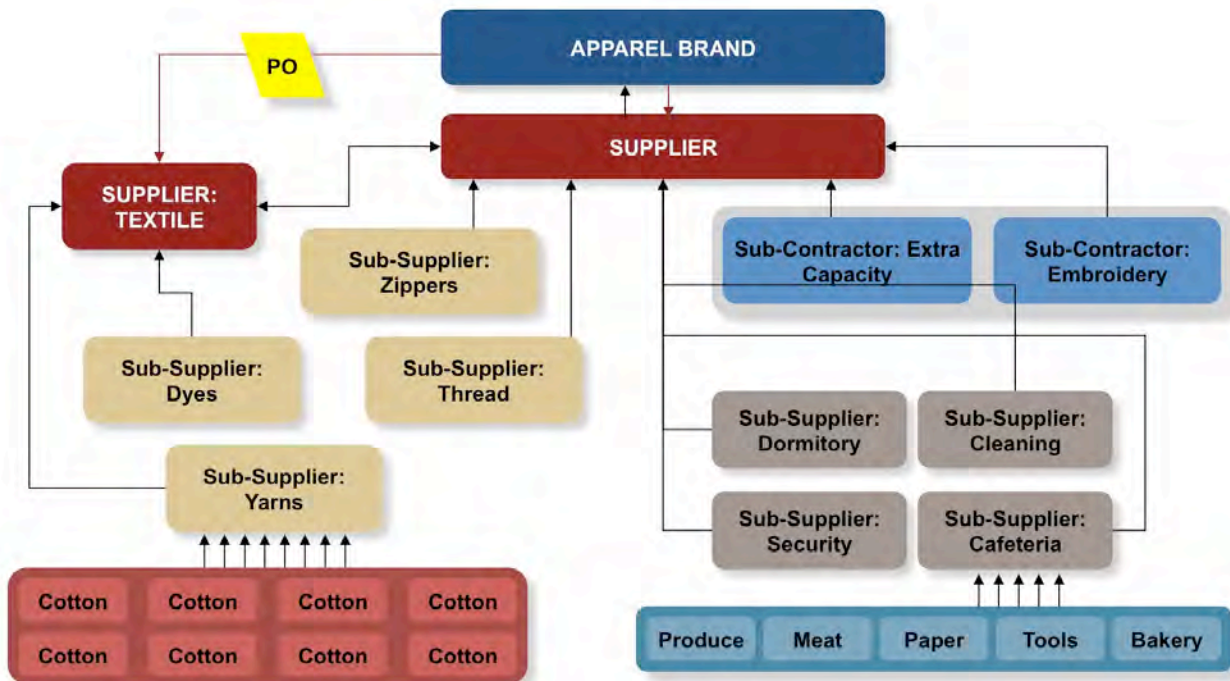 PO
APPAREL BRAND
SUPPLIER
SUPPLIER:
TEXTILE
Sub-Supplier:
Zippers
Sub-Contractor: Extra
Capacity
Sub-Contractor:
Embroidery
Sub-Supplier:
Dyes
Sub-Supplier:
Thread
Sub-Supplier:
Dormitory
Sub-Supplier:
Cleaning
Sub-Supplier:
Yarns
Sub-Supplier:
Security
Sub-Supplier:
Cafeteria
Cotton Cotton Cotton Cotton
Cotton Cotton Cotton Cotton
Produce Meat Paper Tools Bakery